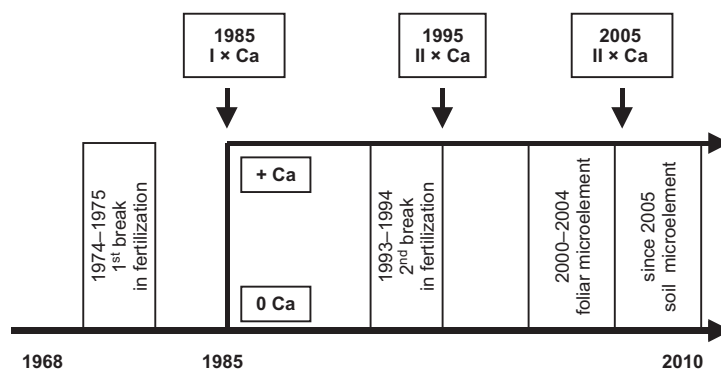 1985
I × Ca
1995
II × Ca
2005
II × Ca
1974–1975
1st break
in fertilization
+ Ca
0 Ca
1993–1994
2nd break
in fertilization
2000–2004
foliar microelement
since 2005
soil microelement
1968
1985
2010